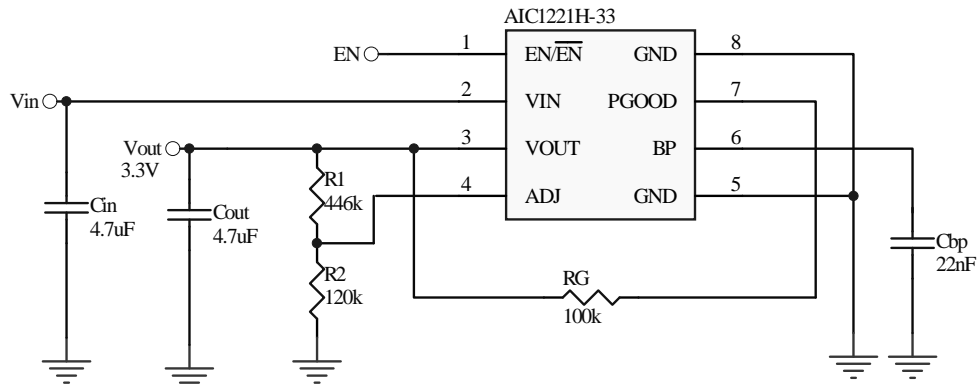 AIC1221H-33
EN 1 EN/EN GND 8
Vin 2 VIN PGOOD 7
Vout 3 VOUT BP 6
3.3V
4 ADJ GND 5
R1
446k
Cin
4.7uF
Cout
4.7uF
Cbp
22nF
R2
120k
RG
100k